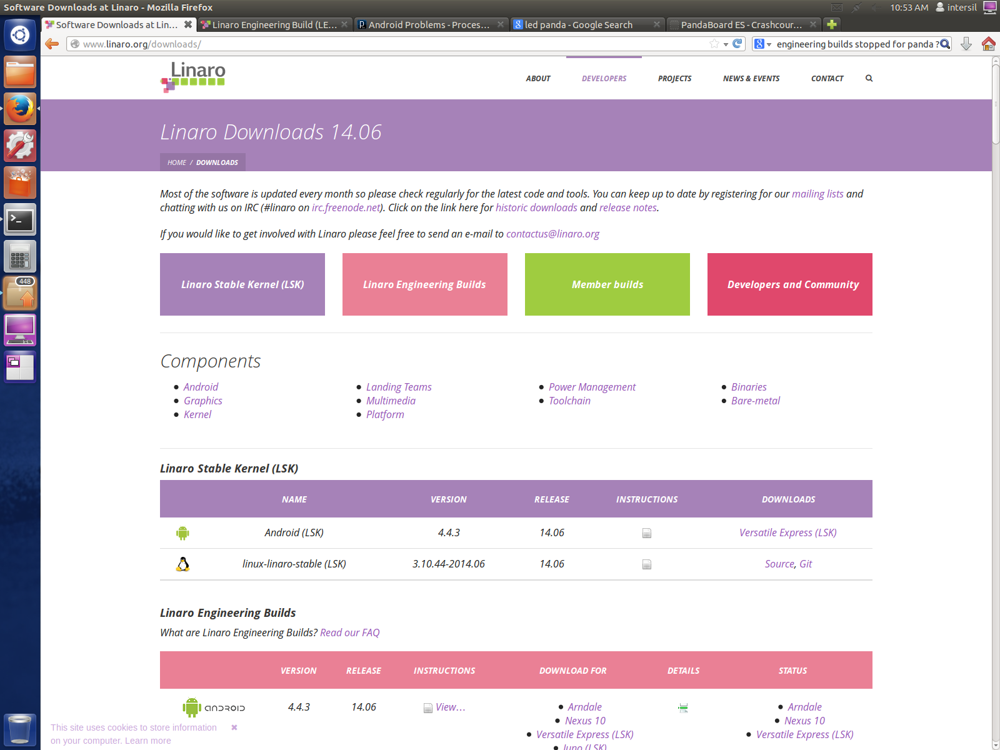 Software Downloads at Linaro - Mozilla Firefox
10:53 AM intersil
Software Downloads at Lin...
Linaro Engineering Build (LE...
Android Problems - Proces...
led panda - Google Search
PandaBoard ES - Crashcour...
www.linaro.org/downloads/
engineering builds stopped for panda ?
Linaro
ABOUT
DEVELOPERS
PROJECTS
NEWS & EVENTS
CONTACT
Linaro Downloads 14.06
HOME / DOWNLOADS
Most of the software is updated every month so please check regularly for the latest code and tools. You can keep up to date by registering for our mailing lists and
chatting with us on IRC (#linaro on irc.freenode.net). Click on the link here for historic downloads and release notes.
If you would like to get involved with Linaro please feel free to send an e-mail to contactus@linaro.org
Linaro Stable Kernel (LSK)
Linaro Engineering Builds
Member builds
Developers and Community
448
Components
Android
Graphics
Kernel
Landing Teams
Multimedia
Platform
Power Management
Toolchain
Binaries
Bare-metal
Linaro Stable Kernel (LSK)
NAME VERSION RELEASE INSTRUCTIONS DOWNLOADS
Android (LSK) 4.4.3 14.06 Versatile Express (LSK)
linux-linaro-stable (LSK) 3.10.44-2014.06 14.06 Source, Git
Linaro Engineering Builds
What are Linaro Engineering Builds? Read our FAQ
VERSION RELEASE INSTRUCTIONS DOWNLOAD FOR DETAILS STATUS
ANDROID 4.4.3 14.06 View... Arndale Arndale
Nexus 10 Nexus 10
Versatile Express (LSK) Versatile Express (LSK)
Juno (LSK)
This site uses cookies to store information
on your computer. Learn more